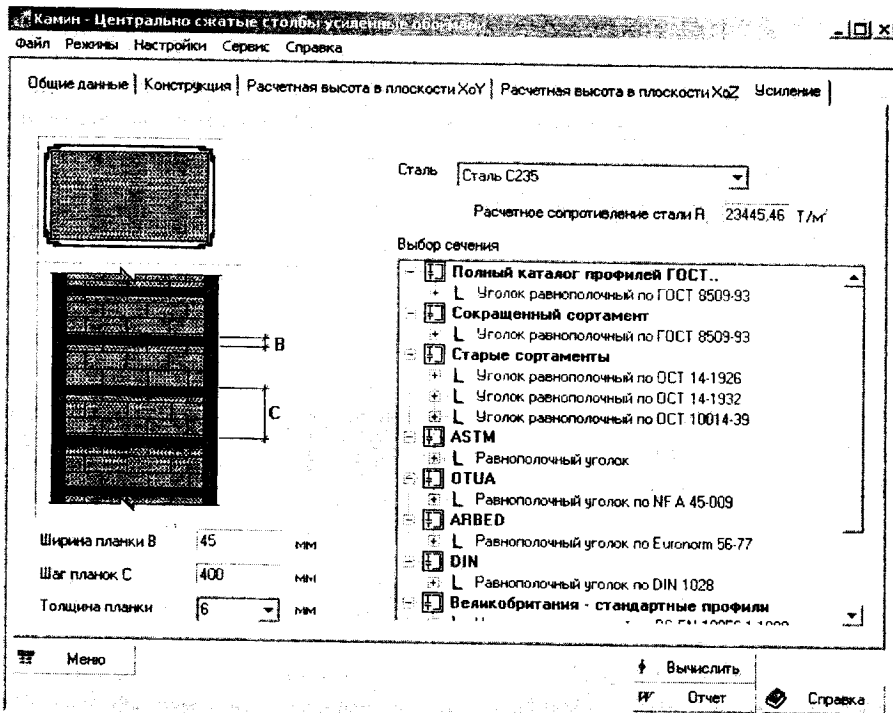 Камин - Центрально сжатые столбы усиленные обоймами
Файл Режимы Настройки Сервис Справка
Общие данные Конструкция Расчетная высота в плоскости XoY Расчетная высота в плоскости XoZ Усиление
Сталь Сталь С235
Расчетное сопротивление стали R 23445,46 Т/м
Выбор сечения
Полный каталог профилей ГОСТ..
Уголок равнополочный по ГОСТ 8509-93
Сокращенный сортамент
Уголок равнополочный по ГОСТ 8509-93
Старые сортаменты
Уголок равнополочный по ОСТ 14-1926
Уголок равнополочный по ОСТ 14-1932
Уголок равнополочный по ОСТ 10014-39
ASTM
Равнополочный уголок
OTUA
Равнополочный уголок по NF A 45-009
ARBED
Равнополочный уголок по Euronorm 56-77
DIN
Равнополочный уголок по DIN 1028
Великобритания - стандартные профили
B
C
Ширина планки B 45 мм
Шаг планок C 400 мм
Толщина планки 6 мм
Меню
Вычислить
Отчет
Справка